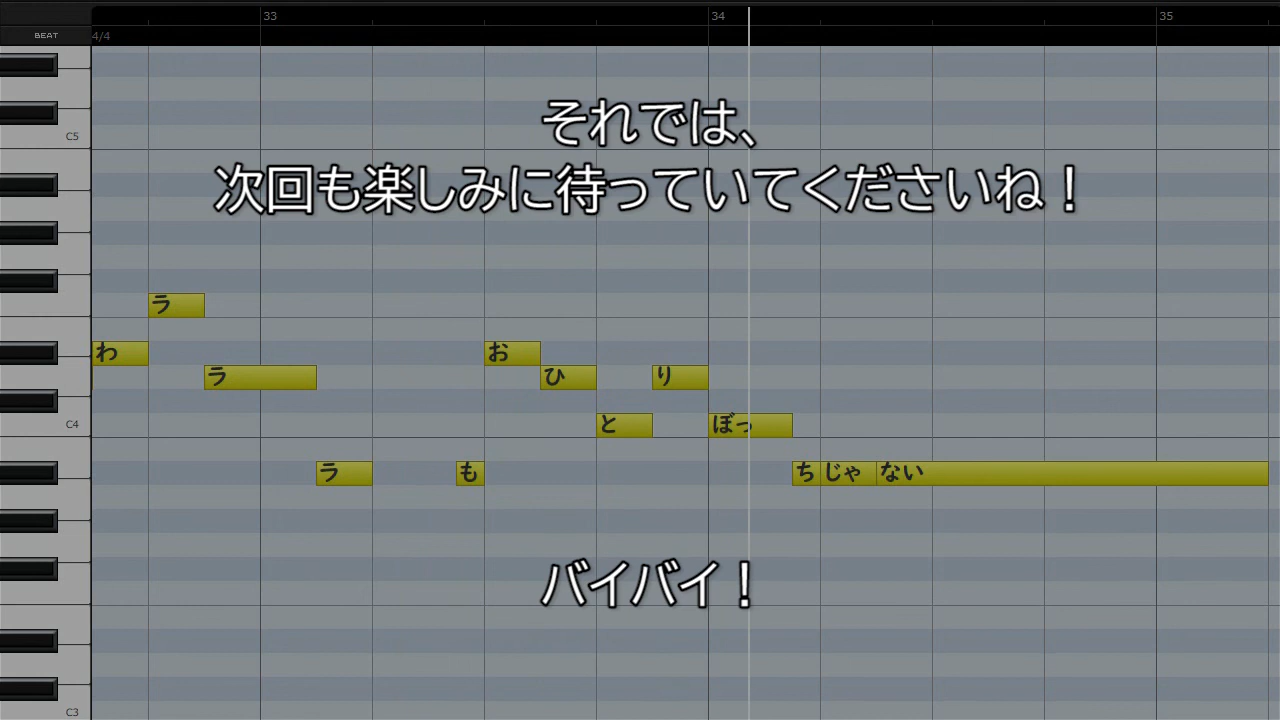 33 34 35
BEAT 4/4
C5
それでは、
次回も楽しみに待っていてくださいね！
ラ
わ お
ラ ひ り
C4 と ぼっ
ラ も ち じゃ ない
バイバイ！
C3